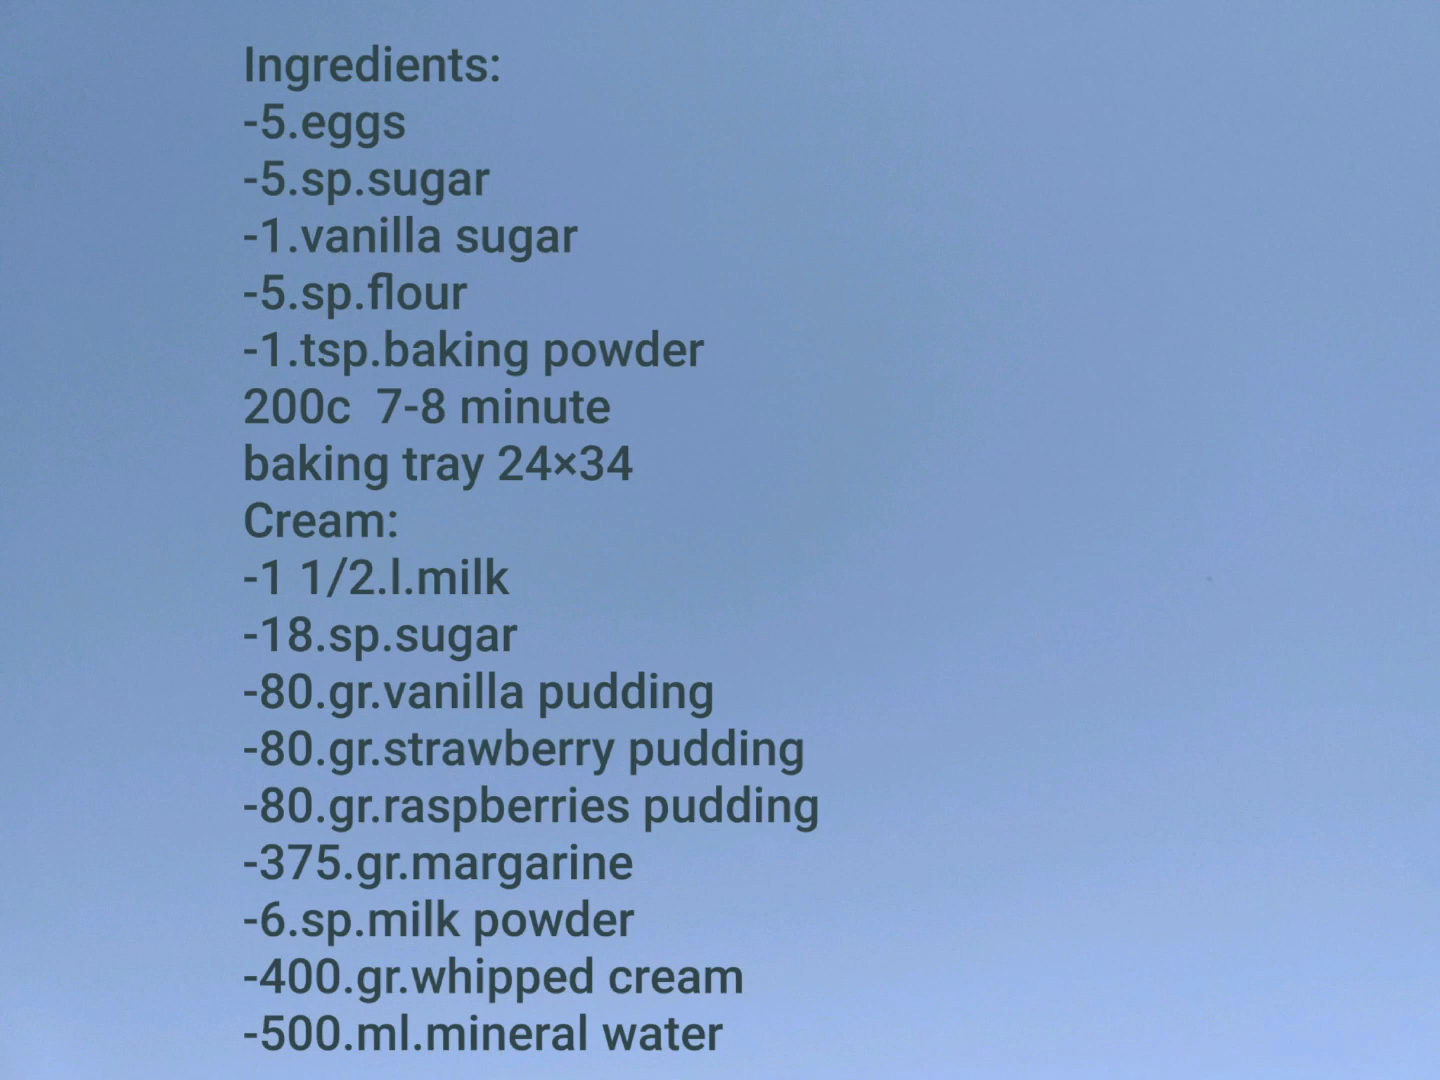 Ingredients:
-5.eggs
-5.sp.sugar
-1.vanilla sugar
-5.sp.flour
-1.tsp.baking powder
200c  7-8 minute
baking tray 24×34
Cream:
-1 1/2.l.milk
-18.sp.sugar
-80.gr.vanilla pudding
-80.gr.strawberry pudding
-80.gr.raspberries pudding
-375.gr.margarine
-6.sp.milk powder
-400.gr.whipped cream
-500.ml.mineral water